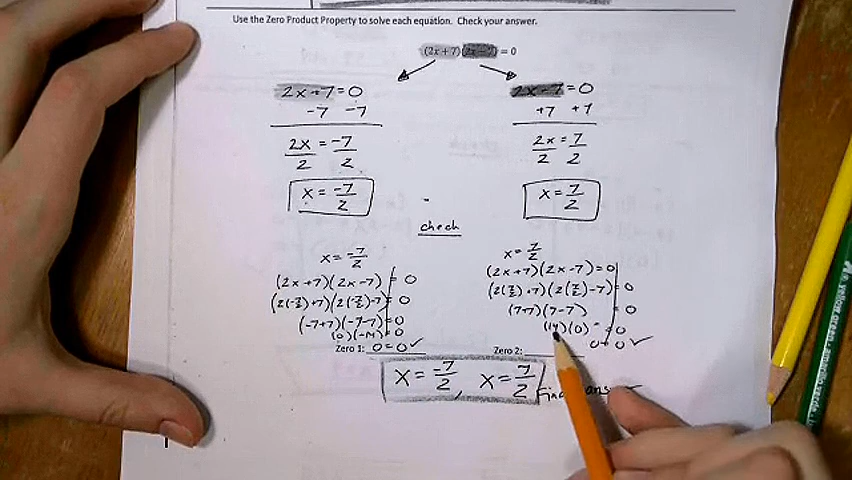 Use the Zero Product Property to solve each equation. Check your answer.
(2x + 7)(2x − 7) = 0
2x + 7 = 0
-7 -7
2x = -7
2 2
x = -7/2
2x - 7 = 0
+7 +7
2x = 7
2 2
x = 7/2
check
x = -7/2
(2x+7)(2x-7) = 0
(2(-7/2)+7)(2(-7/2)-7) = 0
(-7+7)(-7-7) = 0
(0)(-14) = 0
Zero 1: 0 = 0 ✓
x = 7/2
(2x+7)(2x-7) = 0
(2(7/2)+7)(2(7/2)-7) = 0
(7+7)(7-7) = 0
(14)(0) = 0
0 = 0 ✓
Zero 2:
x = -7/2, x = 7/2